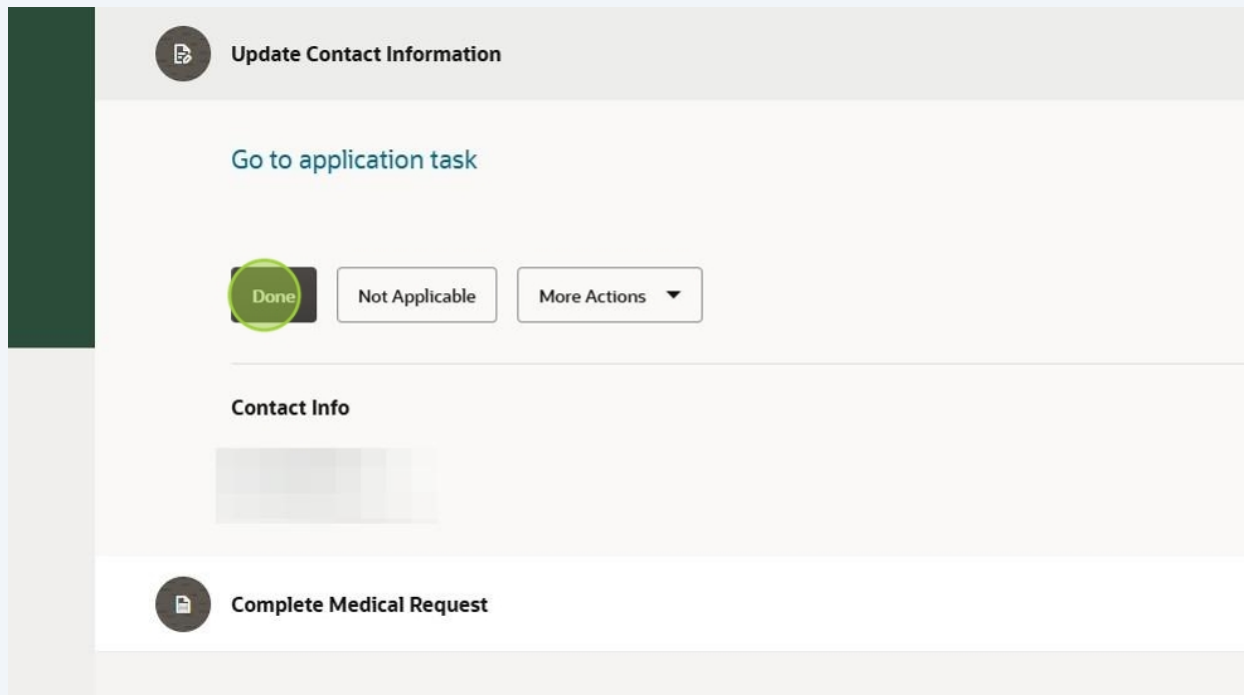 Update Contact Information
Go to application task
Done Not Applicable More Actions
Contact Info
Complete Medical Request